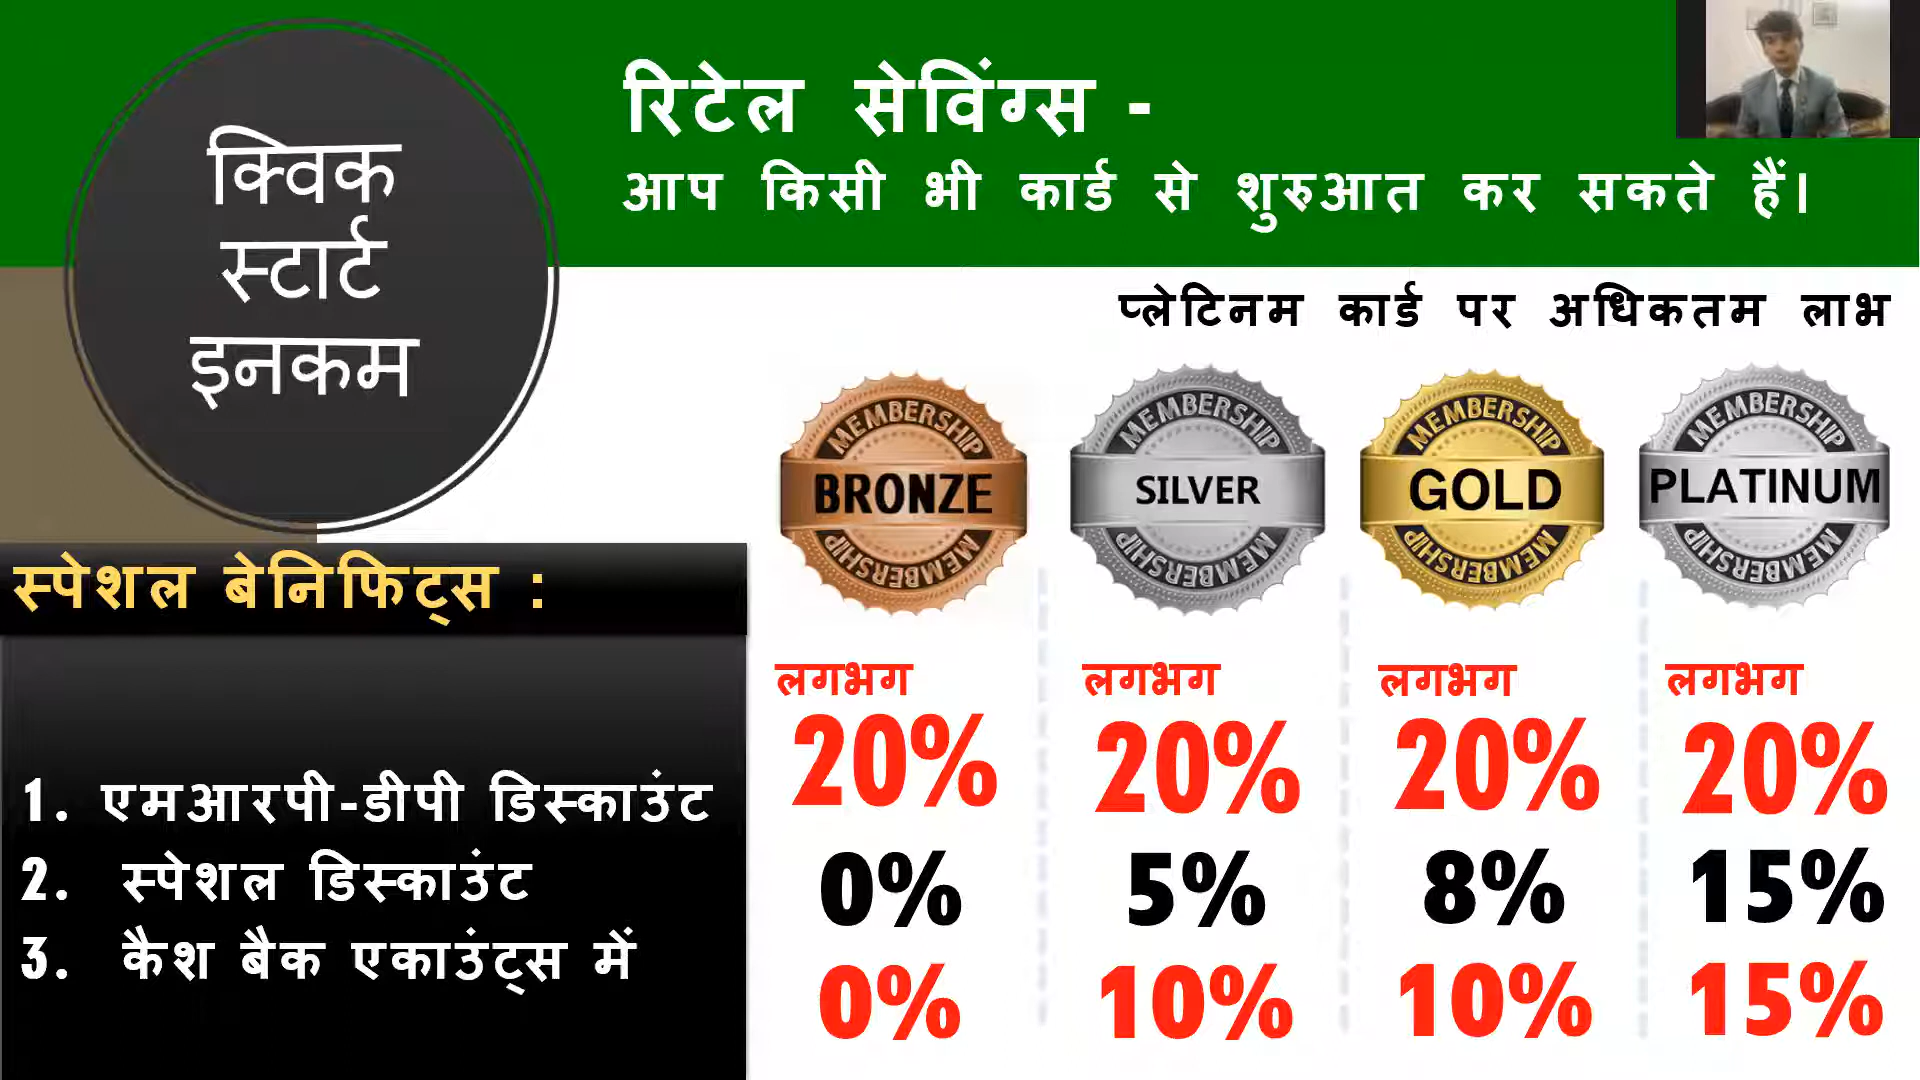 क्विक
स्टार्ट
इनकम
रिटेल सेविंग्स -
आप किसी भी कार्ड से शुरुआत कर सकते हैं।
प्लेटिनम कार्ड पर अधिकतम लाभ
MEMBERSHIP
BRONZE
MEMBERSHIP
MEMBERSHIP
SILVER
MEMBERSHIP
MEMBERSHIP
GOLD
MEMBERSHIP
MEMBERSHIP
PLATINUM
MEMBERSHIP
स्पेशल बेनिफिट्स :
लगभग लगभग लगभग लगभग
1. एमआरपी-डीपी डिस्काउंट 20% 20% 20% 20%
2. स्पेशल डिस्काउंट 0% 5% 8% 15%
3. कैश बैक एकाउंट्स में 0% 10% 10% 15%